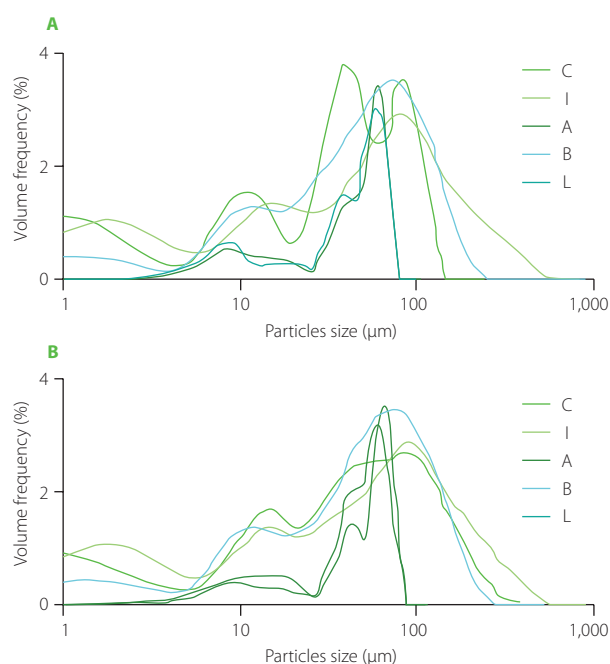 A
Volume frequency (%)
4
2
0
1
10
100
1,000
Particles size (µm)
C
I
A
B
L
B
Volume frequency (%)
4
2
0
1
10
100
1,000
Particles size (µm)
C
I
A
B
L